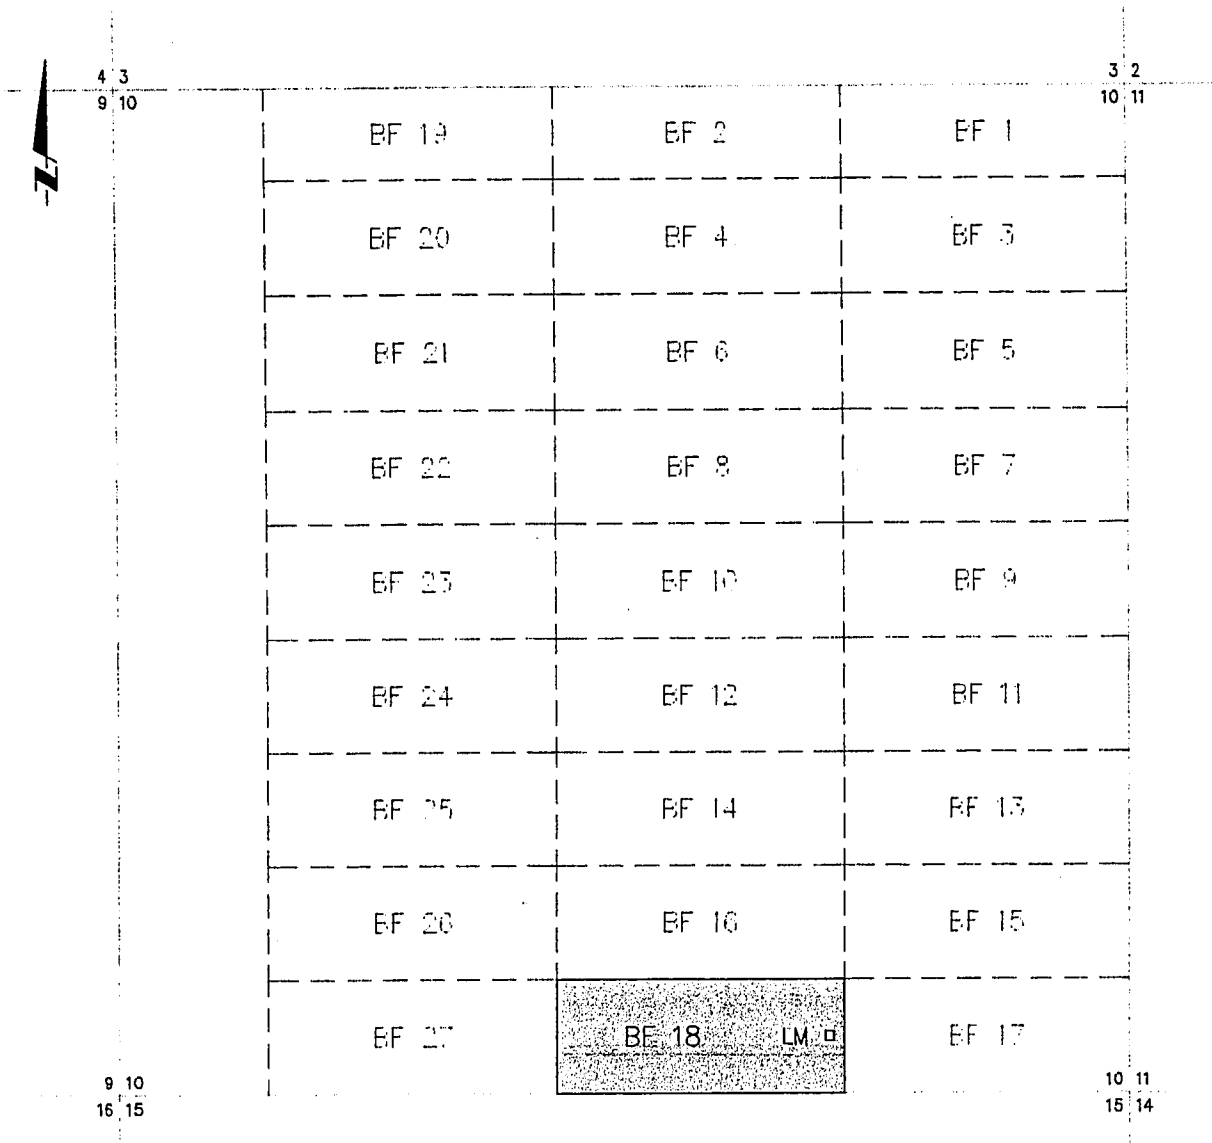 4 3
3 2
9 10
10 11
N
BF 19
BF 2
BF 1
BF 20
BF 4
BF 3
BF 21
BF 6
BF 5
BF 22
BF 8
BF 7
BF 23
BF 10
BF 9
BF 24
BF 12
BF 11
BF 25
BF 14
BF 13
BF 26
BF 16
BF 15
BF 27
BF 18
LM
BF 17
9 10
10 11
16 15
15 14